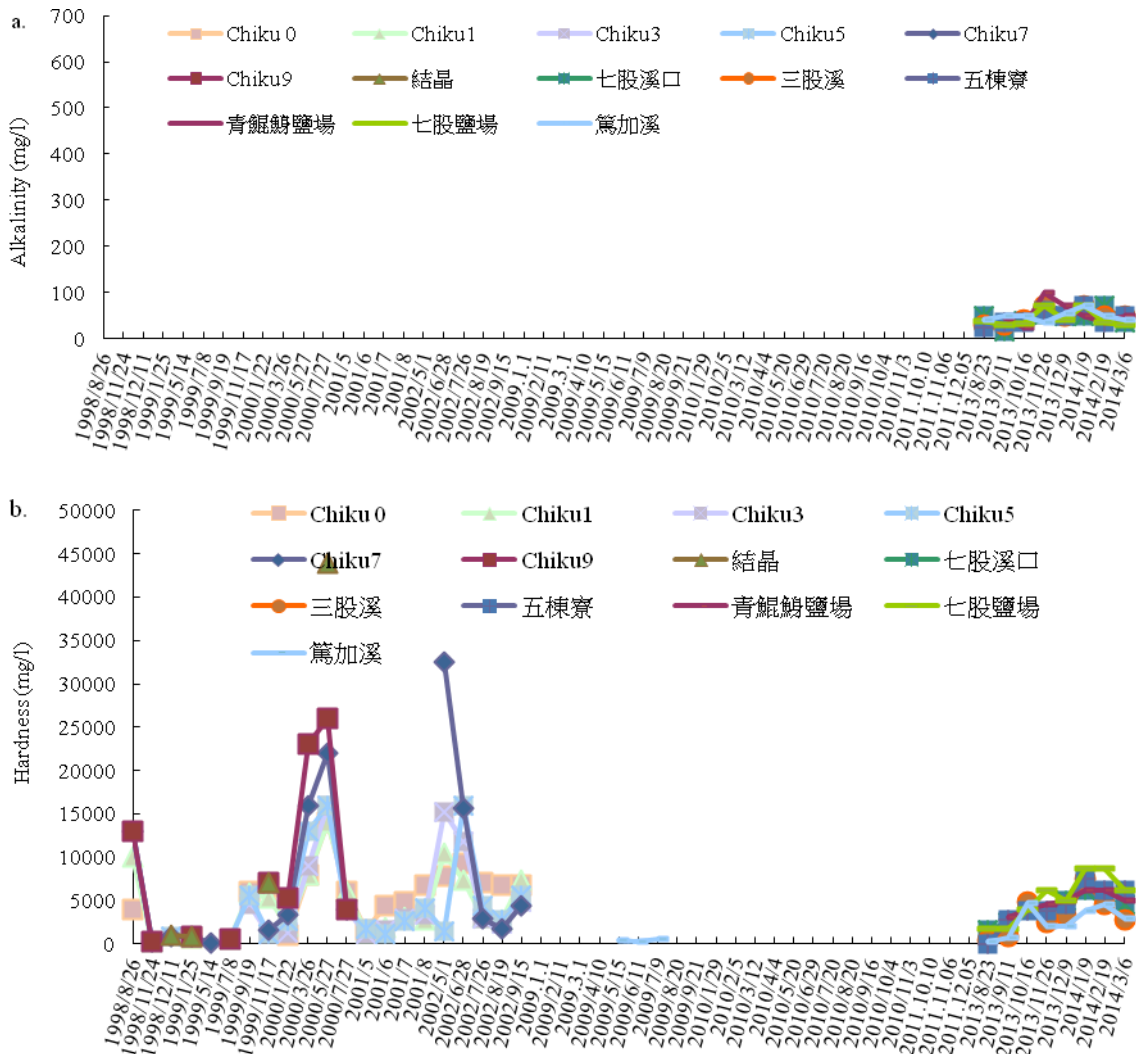 a.
700
600
500
400
300
200
100
0
Alkalinity (mg/l)
Chiku 0 Chiku1 Chiku3 Chiku5 Chiku7
Chiku9 結晶 七股溪口 三股溪 五棟寮
青鯤鯓鹽場 七股鹽場 篤加溪
1998/8/26 1998/11/24 1998/12/11 1999/1/25 1999/5/14 1999/7/8 1999/9/19 1999/11/17 2000/1/22 2000/3/26 2000/5/27 2000/7/27 2001/5 2001/6 2001/7 2001/8 2002/5/1 2002/6/28 2002/7/26 2002/8/19 2002/9/15 2009.1.1 2009/2/11 2009.3.1 2009/4/10 2009/5/15 2009/6/11 2009/7/9 2009/8/20 2009/9/21 2009/11/17 2010/1/29 2010/2/5 2010/3/12 2010/4/4 2010/5/20 2010/6/29 2010/7/20 2010/8/20 2010/9/16 2010/10/4 2010/11/3 2011.10.10 2011.11.06 2011.12.05 2013/8/23 2013/9/11 2013/10/16 2013/11/26 2013/12/9 2014/1/9 2014/2/19 2014/3/6
b.
50000
45000
40000
35000
30000
25000
20000
15000
10000
5000
0
Hardness (mg/l)
Chiku 0 Chiku1 Chiku3 Chiku5
Chiku7 Chiku9 結晶 七股溪口
三股溪 五棟寮 青鯤鯓鹽場 七股鹽場
篤加溪
1998/8/26 1998/11/24 1998/12/11 1999/1/25 1999/5/14 1999/7/8 1999/9/19 1999/11/17 2000/1/22 2000/3/26 2000/5/27 2000/7/27 2001/5 2001/6 2001/7 2001/8 2002/5/1 2002/6/28 2002/7/26 2002/8/19 2002/9/15 2009.1.1 2009/2/11 2009.3.1 2009/4/10 2009/5/15 2009/6/11 2009/7/9 2009/8/20 2009/9/21 2009/11/17 2010/1/29 2010/2/5 2010/3/12 2010/4/4 2010/5/20 2010/6/29 2010/7/20 2010/8/20 2010/9/16 2010/10/4 2010/11/3 2011.10.10 2011.11.06 2011.12.05 2013/8/23 2013/9/11 2013/10/16 2013/11/26 2013/12/9 2014/1/9 2014/2/19 2014/3/6